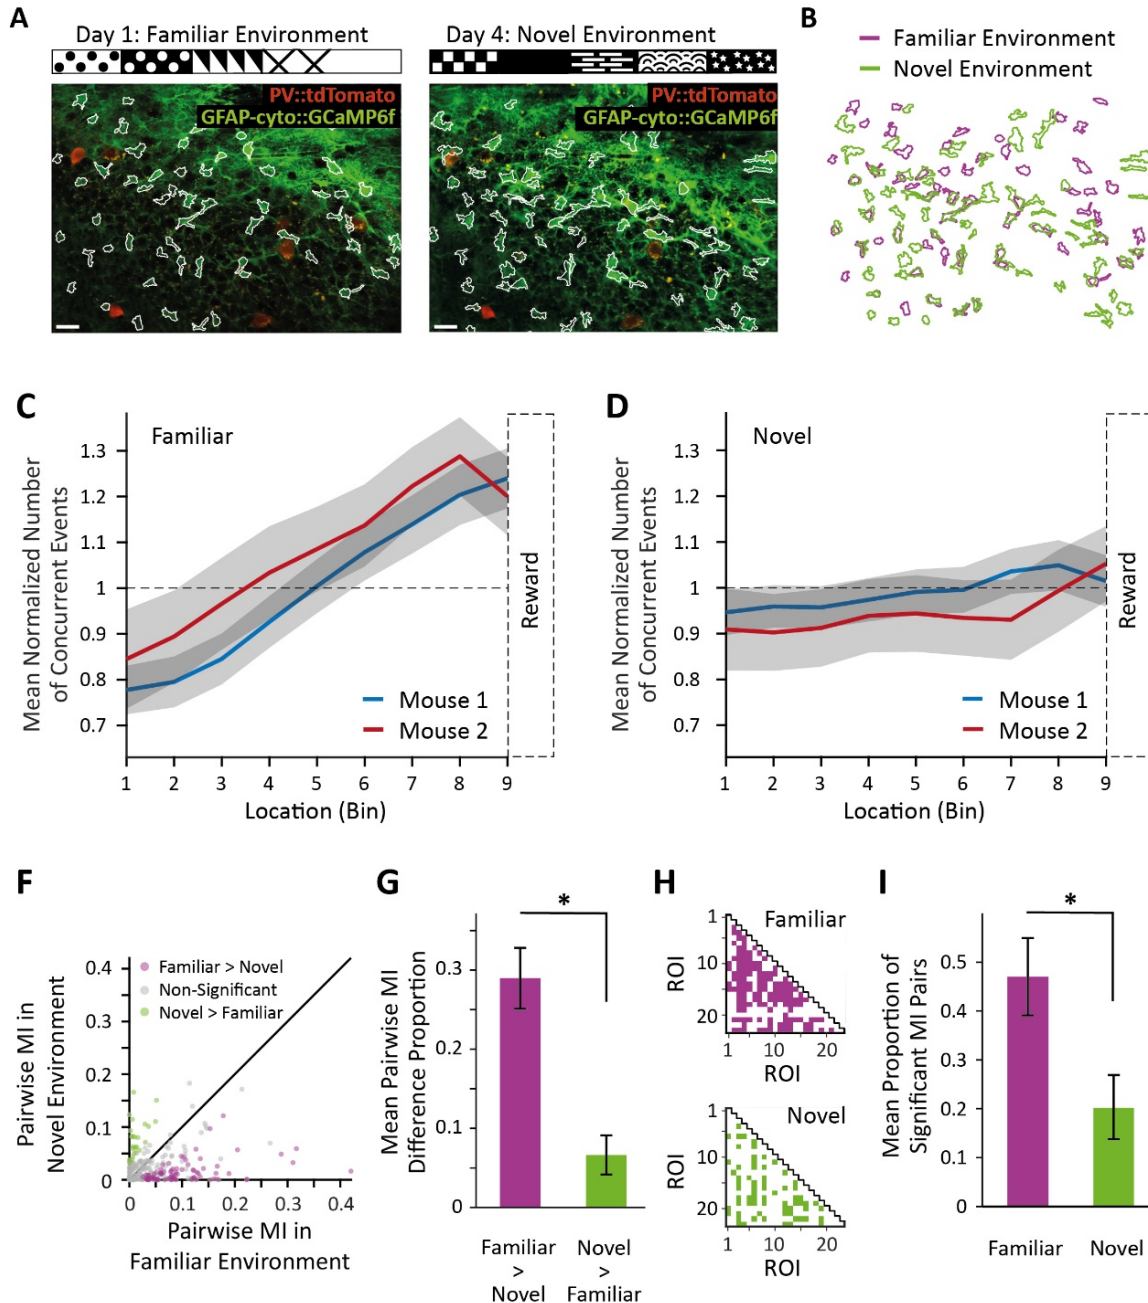 A
Day 1: Familiar Environment
PV::tdTomato
GFAP-cyto::GCaMP6f
Day 4: Novel Environment
PV::tdTomato
GFAP-cyto::GCaMP6f
B
Familiar Environment
Novel Environment
C
Familiar
Mean Normalized Number
of Concurrent Events
1.3
1.2
1.1
1
0.9
0.8
0.7
Mouse 1
Mouse 2
Reward
1 2 3 4 5 6 7 8 9
Location (Bin)
D
Novel
Mean Normalized Number
of Concurrent Events
1.3
1.2
1.1
1
0.9
0.8
0.7
Mouse 1
Mouse 2
Reward
1 2 3 4 5 6 7 8 9
Location (Bin)
F
Pairwise MI in
Novel Environment
0.4
0.3
0.2
0.1
0
Familiar > Novel
Non-Significant
Novel > Familiar
0 0.1 0.2 0.3 0.4
Pairwise MI in
Familiar Environment
G
*
Mean Pairwise MI
Difference Proportion
0.3
0.2
0.1
0
Familiar
>
Novel
Novel
>
Familiar
H
Familiar
ROI
1
10
20
1 10 20
ROI
Novel
ROI
1
10
20
1 10 20
ROI
I
*
Mean Proportion of
Significant MI Pairs
0.5
0.4
0.3
0.2
0.1
0
Familiar
Novel